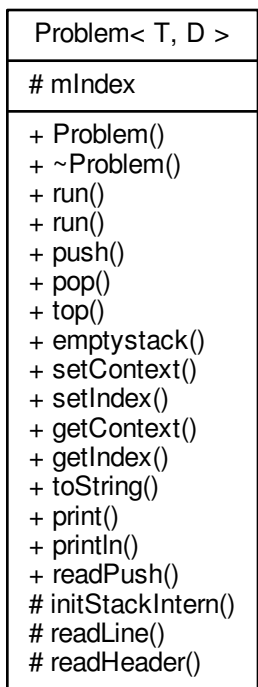 Problem< T, D >
# mIndex
+ Problem()
+ ~Problem()
+ run()
+ run()
+ push()
+ pop()
+ top()
+ emptystack()
+ setContext()
+ setIndex()
+ getContext()
+ getIndex()
+ toString()
+ print()
+ println()
+ readPush()
# initStackIntern()
# readLine()
# readHeader()